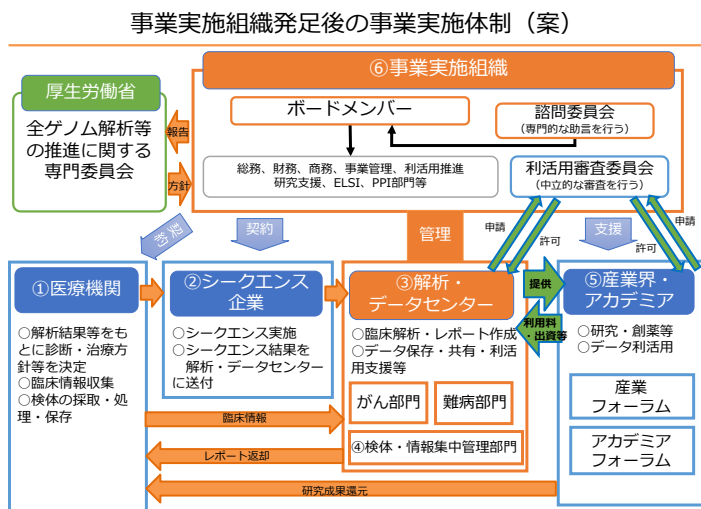 事業実施組織発足後の事業実施体制（案）
⑥事業実施組織
厚生労働省
全ゲノム解析等
の推進に関する
専門委員会
報告
方針
ボードメンバー
諮問委員会
（専門的な助言を行う）
総務、財務、商務、事業管理、利活用推進
研究支援、ELSI、PPI部門等
利活用審査委員会
（中立的な審査を行う）
契約
契約
管理
申請
許可
支援
許可
申請
①医療機関
○解析結果等をも
とに診断・治療方
針等を決定
○臨床情報収集
○検体の採取・処
理・保存
②シークエンス
企業
○シークエンス実施
○シークエンス結果を
解析・データセンター
に送付
③解析・
データセンター
○臨床解析・レポート作成
○データ保存・共有・利活
用支援等
がん部門
難病部門
④検体・情報集中管理部門
提供
利用料
・出資等
⑤産業界・
アカデミア
○研究・創薬等
○データ利活用
産業
フォーラム
アカデミア
フォーラム
臨床情報
レポート返却
研究成果還元